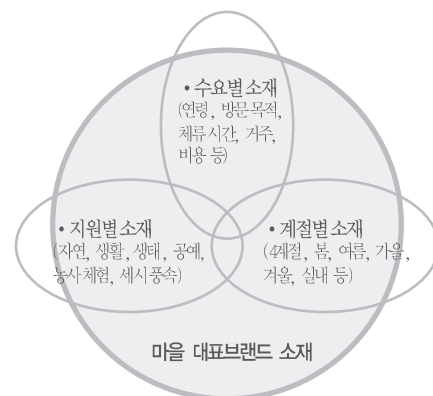 • 수요별소재
(연령, 방문목적,
체류시간, 거주,
비용 등)
• 지원별소재
(자연, 생활, 생태, 공예,
농사체험, 세시풍속)
• 계절별소재
(4계절, 봄, 여름, 가을,
겨울, 실내 등)
마을 대표브랜드 소재